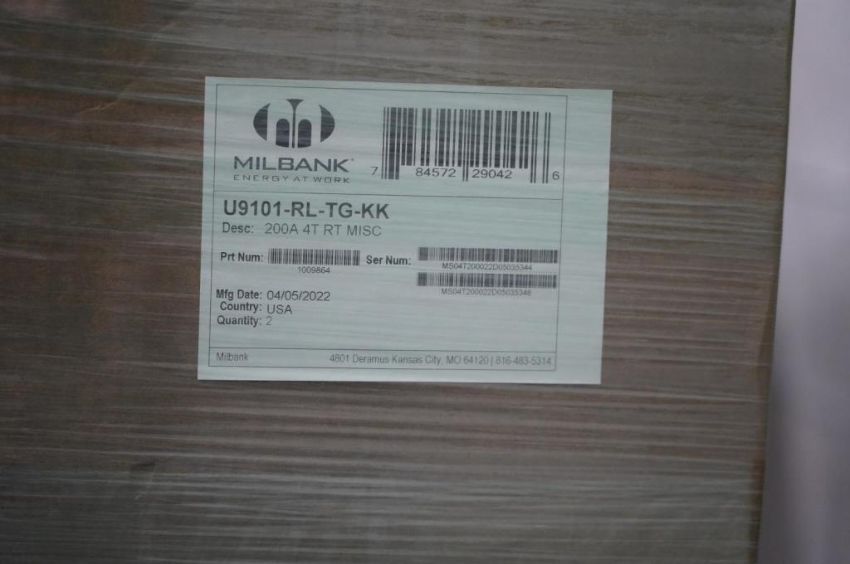 MILBANK
ENERGY AT WORK
7 84572 29042 6
U9101-RL-TG-KK
Desc: 200A 4T RT MISC
Prt Num: 1009864
Ser Num: MS04T200022D05035344
MS04T200022D05035348
Mfg Date: 04/05/2022
Country: USA
Quantity: 2
Milbank 4801 Deramus Kansas City, MO 64120 | 816-483-5314